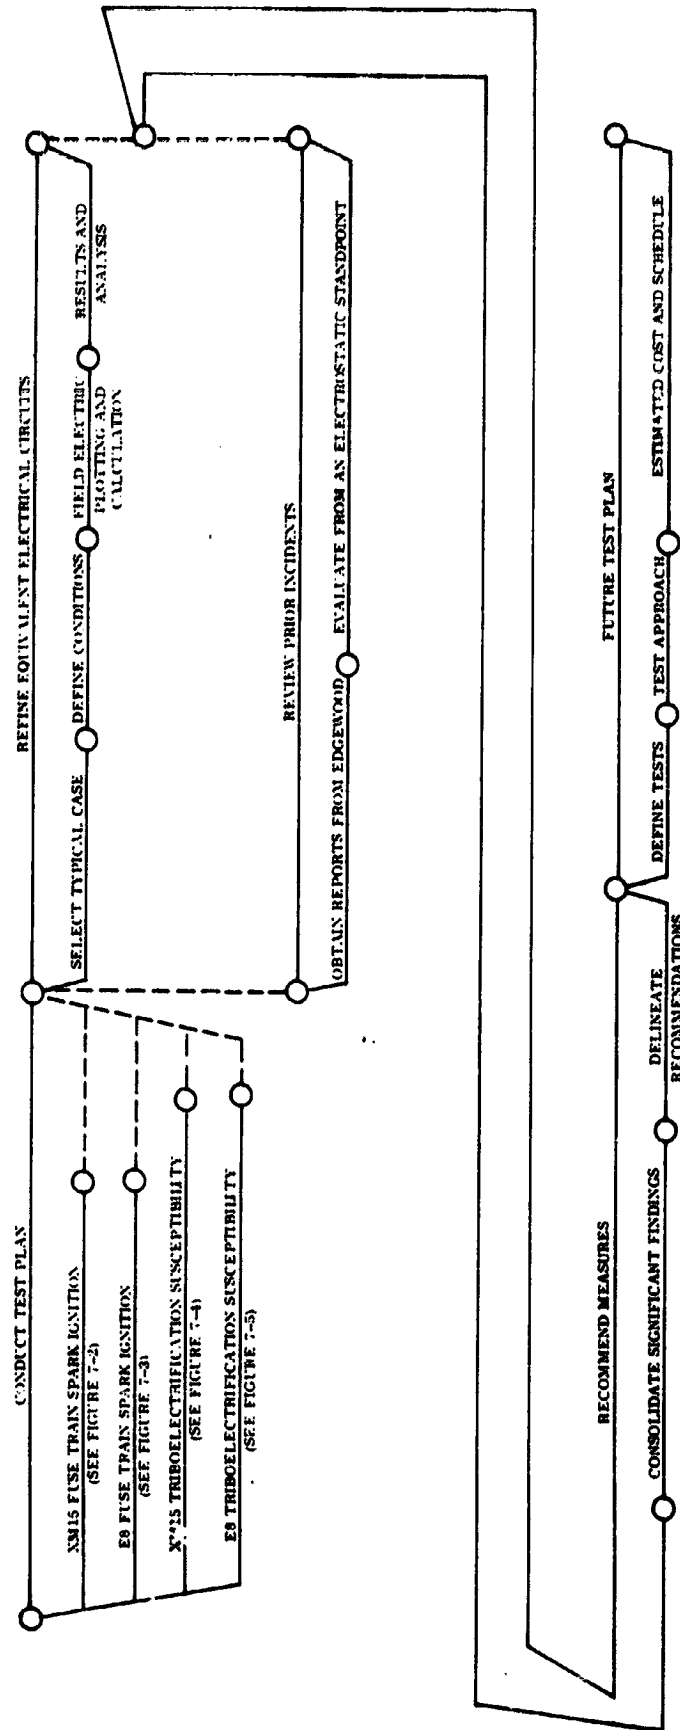 CONDUCT TEST PLAN
XM15 FUSE TRAIN SPARK IGNITION
(SEE FIGURE 7-2)
E8 FUSE TRAIN SPARK IGNITION
(SEE FIGURE 7-3)
XM15 TRIBOELECTRIFICATION SUSCEPTIBILITY
(SEE FIGURE 7-4)
E8 TRIBOELECTRIFICATION SUSCEPTIBILITY
(SEE FIGURE 7-5)
REFINE EQUIVALENT ELECTRICAL CIRCUITS
SELECT TYPICAL CASE
DEFINE CONDITIONS
FIELD ELECTRIC
PLOTTING AND
CALCULATION
RESULTS AND
ANALYSIS
REVIEW PRIOR INCIDENTS
OBTAIN REPORTS FROM EDGEWOOD
EVALUATE FROM AN ELECTROSTATIC STANDPOINT
RECOMMEND MEASURES
CONSOLIDATE SIGNIFICANT FINDINGS
DELINEATE
RECOMMENDATIONS
FUTURE TEST PLAN
DEFINE TESTS
TEST APPROACH
ESTIMATED COST AND SCHEDULE